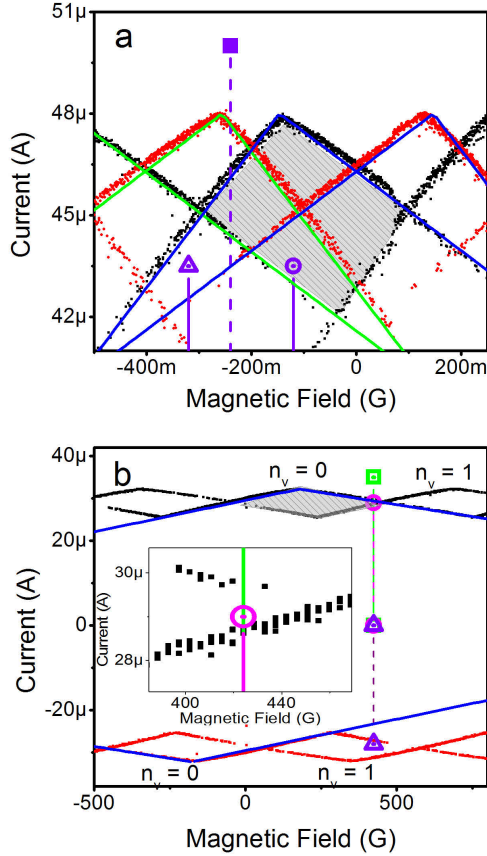 51μ
a
48μ
45μ
42μ
Current (A)
-400m -200m 0 200m
Magnetic Field (G)
40μ
b
n_v = 0 n_v = 1
20μ
0
-20μ
Current (A)
30μ
28μ
Current (A)
400 440
Magnetic Field (G)
n_v = 0 n_v = 1
-500 0 500
Magnetic Field (G)